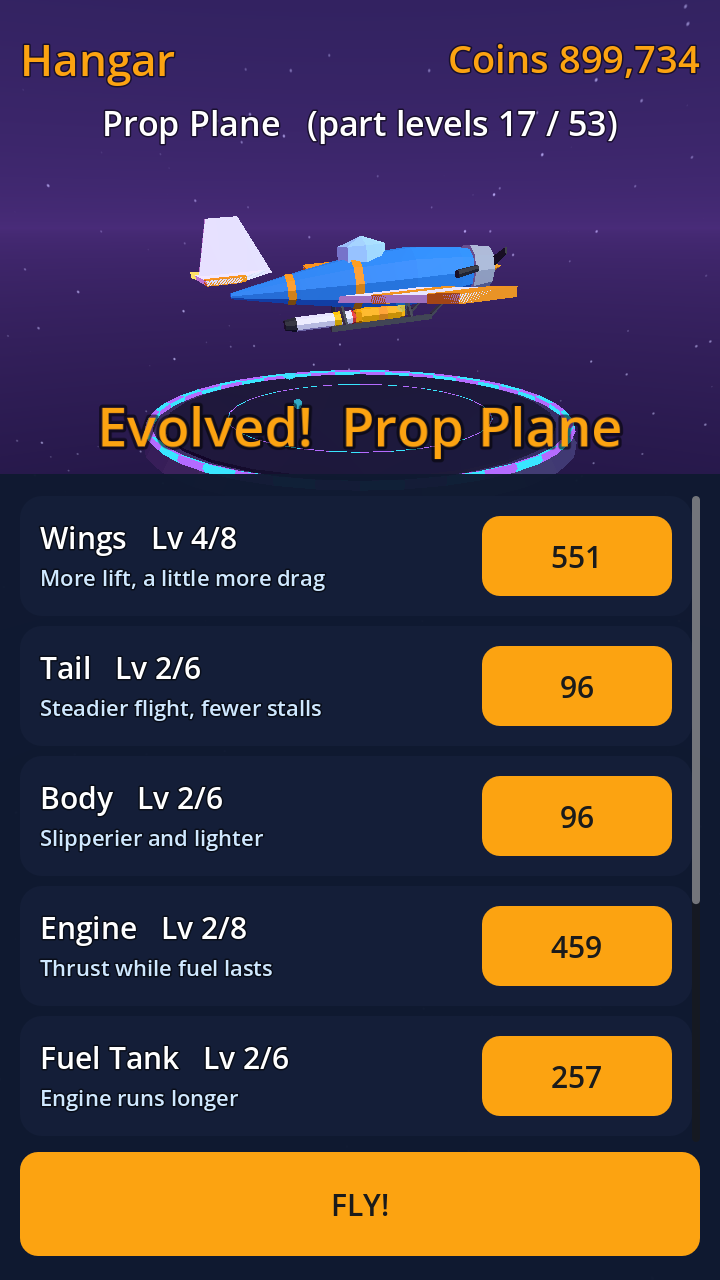 Hangar
Coins 899,734
Prop Plane (part levels 17 / 53)
Evolved! Prop Plane
Wings Lv 4/8
More lift, a little more drag
551
Tail Lv 2/6
Steadier flight, fewer stalls
96
Body Lv 2/6
Slipperier and lighter
96
Engine Lv 2/8
Thrust while fuel lasts
459
Fuel Tank Lv 2/6
Engine runs longer
257
FLY!